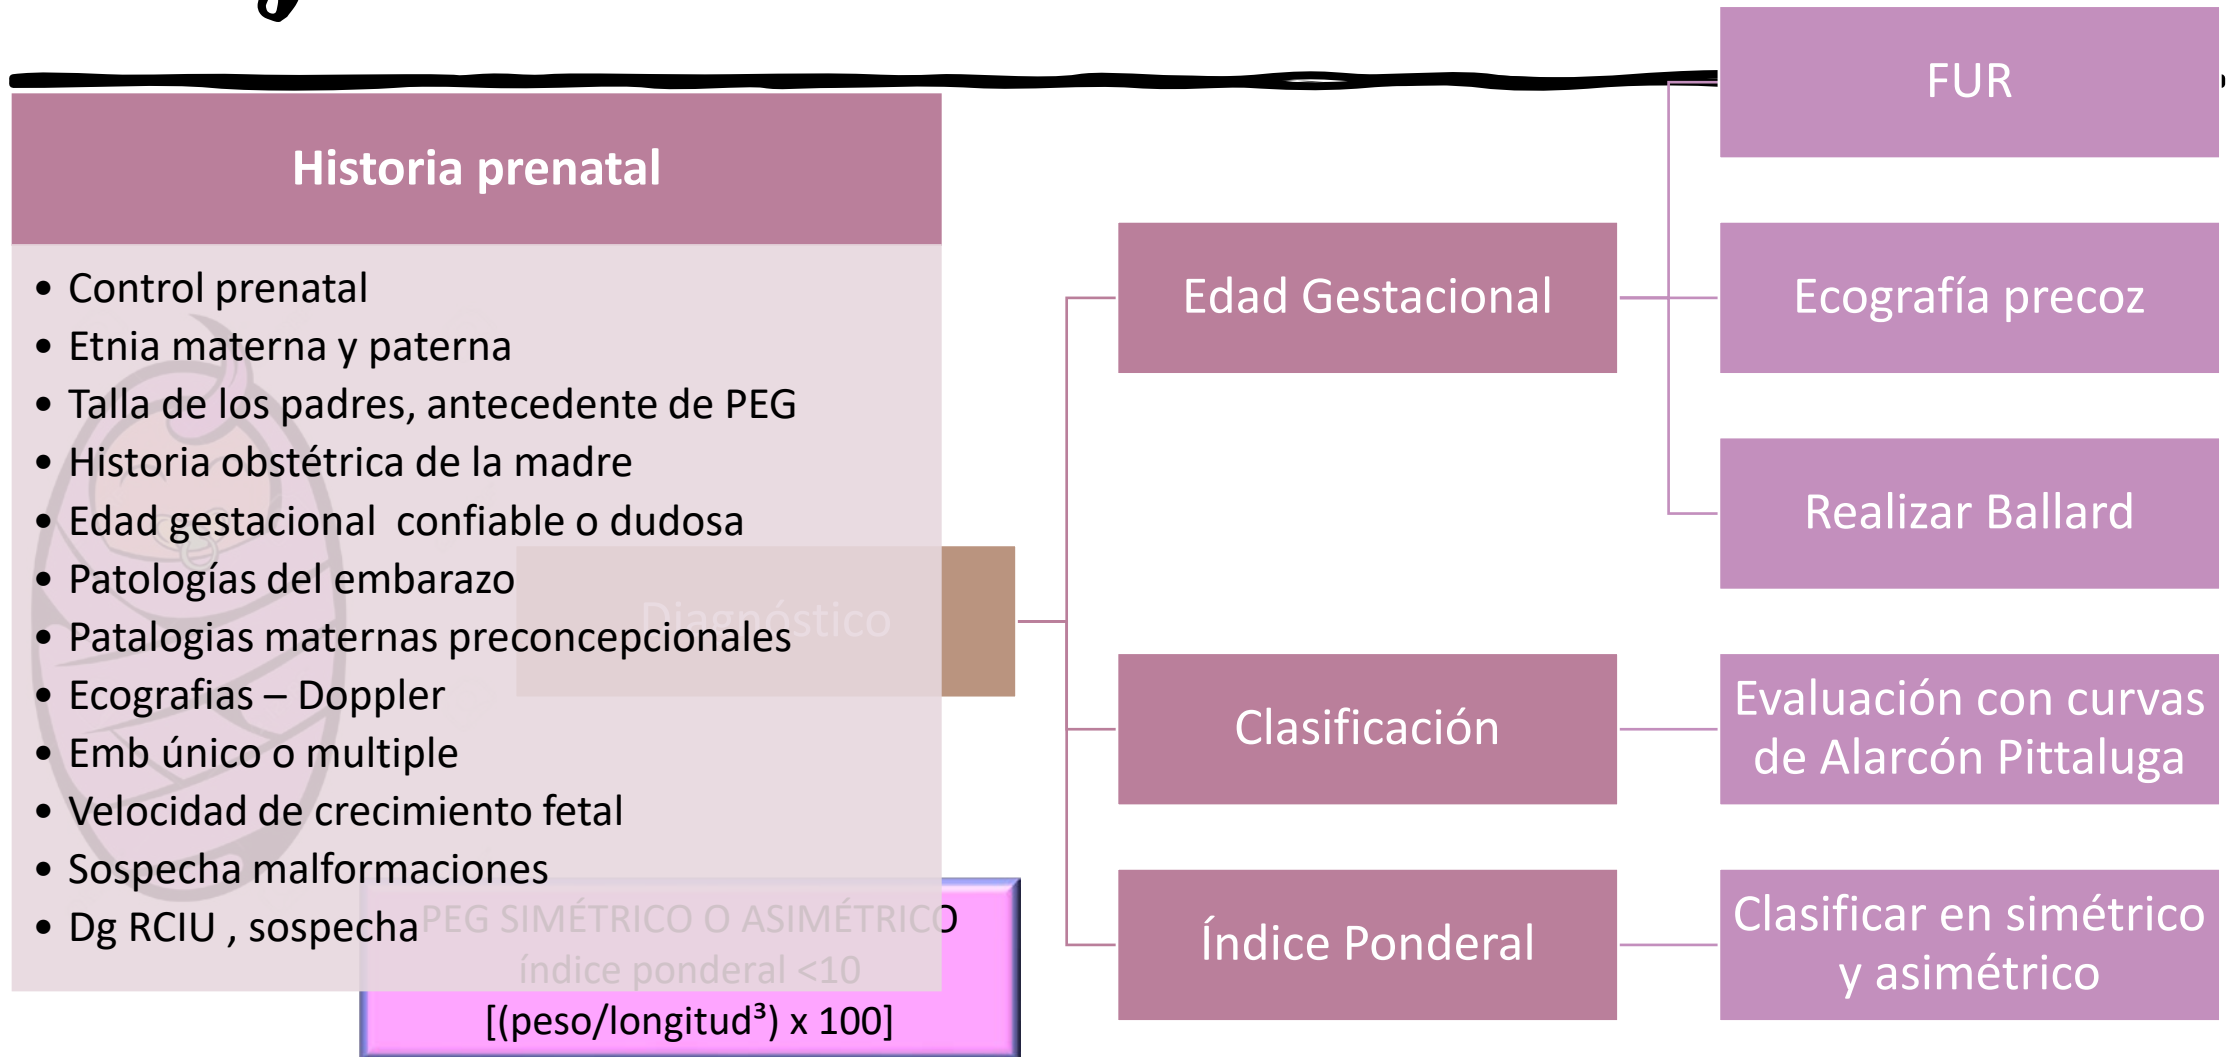 Historia prenatal
• Control prenatal
• Etnia materna y paterna
• Talla de los padres, antecedente de PEG
• Historia obstétrica de la madre
• Edad gestacional  confiable o dudosa
• Patologías del embarazo
• Patalogias maternas preconcepcionales
• Ecografias – Doppler
• Emb único o multiple
• Velocidad de crecimiento fetal
• Sospecha malformaciones
• Dg RCIU , sospecha
Diagnóstico
PEG SIMÉTRICO O ASIMÉTRICO
índice ponderal <10
[(peso/longitud³) x 100]
Edad Gestacional
FUR
Ecografía precoz
Realizar Ballard
Clasificación
Evaluación con curvas
de Alarcón Pittaluga
Índice Ponderal
Clasificar en simétrico
y asimétrico